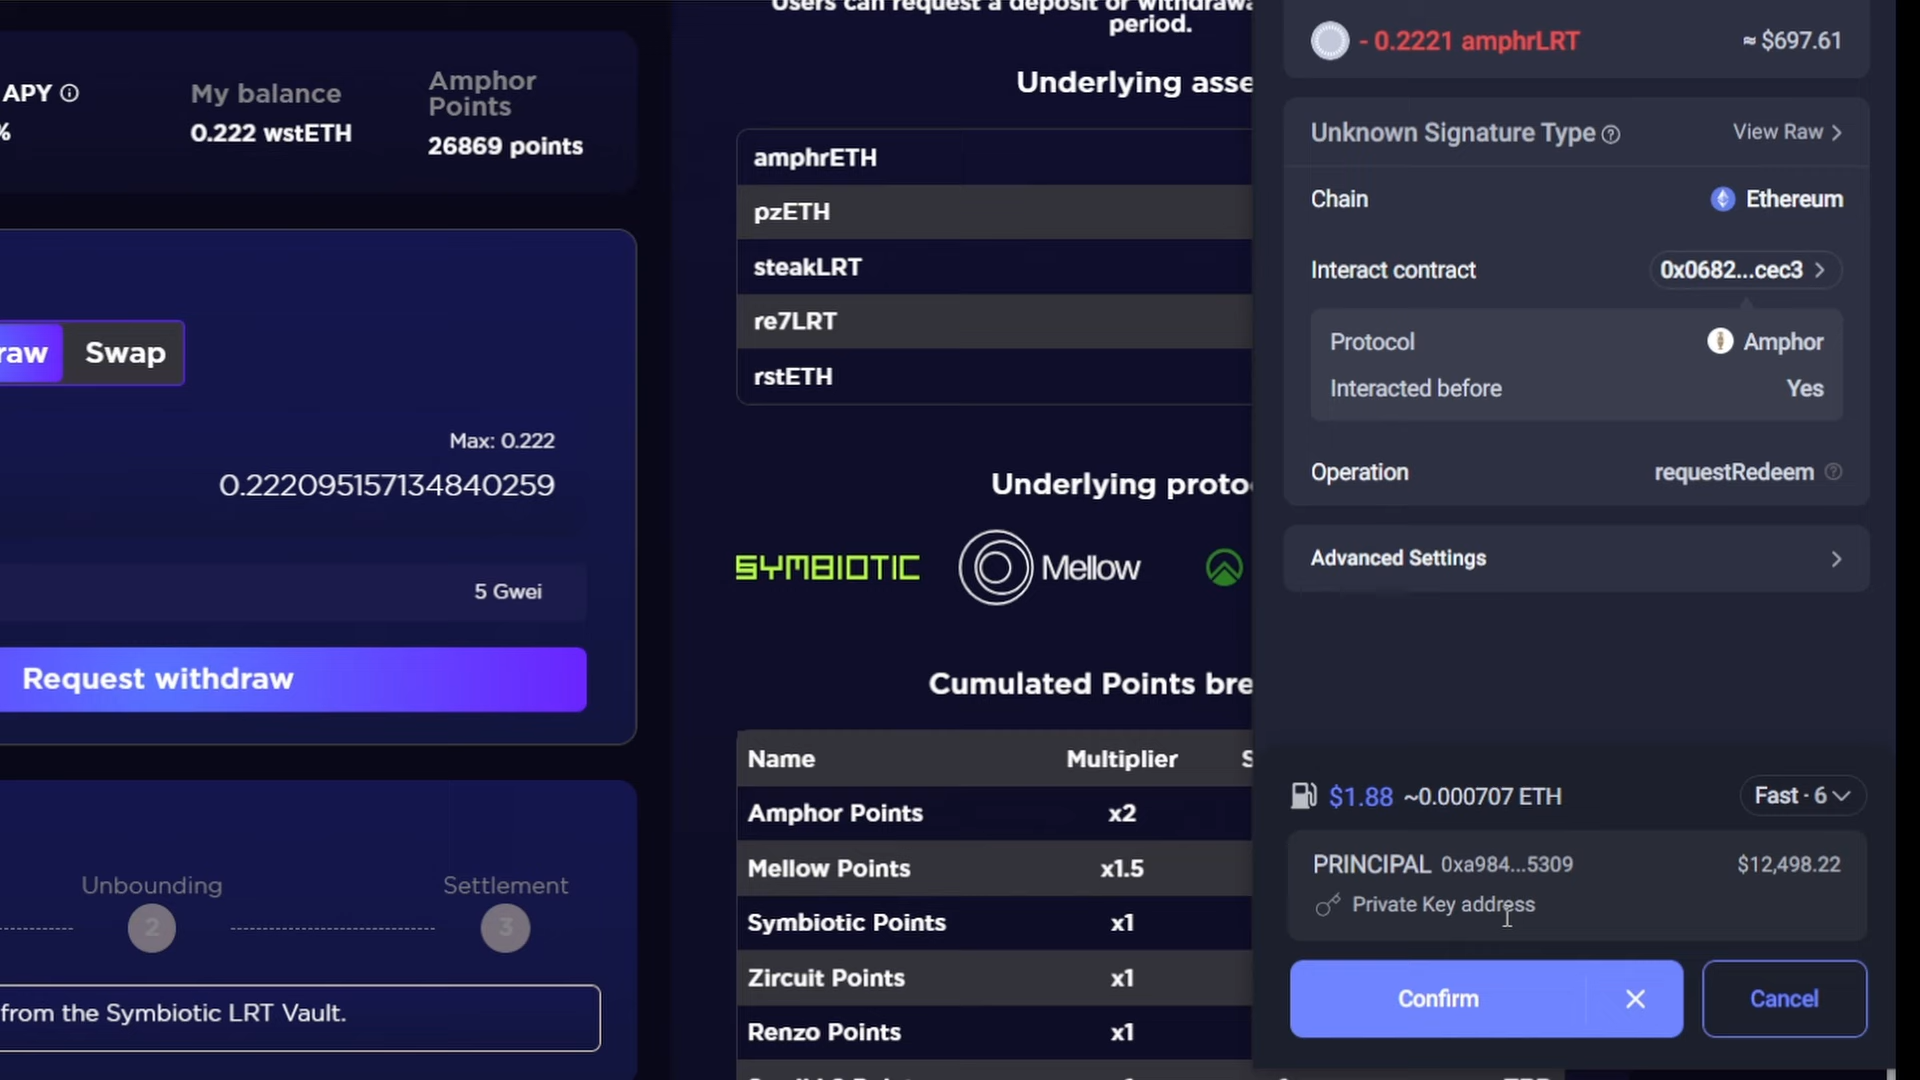 APY
%
My balance
0.222 wstETH
Amphor
Points
26869 points
raw
Swap
Max: 0.222
0.222095157134840259
5 Gwei
Request withdraw
Unbounding
2
Settlement
3
from the Symbiotic LRT Vault.
Users can request a deposit or withdrawa
period.
Underlying asse
amphrETH
pzETH
steakLRT
re7LRT
rstETH
Underlying proto
SYMBIOTIC
Mellow
Cumulated Points bre
Name Multiplier S
Amphor Points x2
Mellow Points x1.5
Symbiotic Points x1
Zircuit Points x1
Renzo Points x1
- 0.2221 amphrLRT ≈ $697.61
Unknown Signature Type View Raw >
Chain Ethereum
Interact contract 0x0682...cec3 >
Protocol Amphor
Interacted before Yes
Operation requestRedeem
Advanced Settings >
$1.88 ~0.000707 ETH Fast · 6
PRINCIPAL 0xa984...5309 $12,498.22
Private Key address
Confirm
Cancel